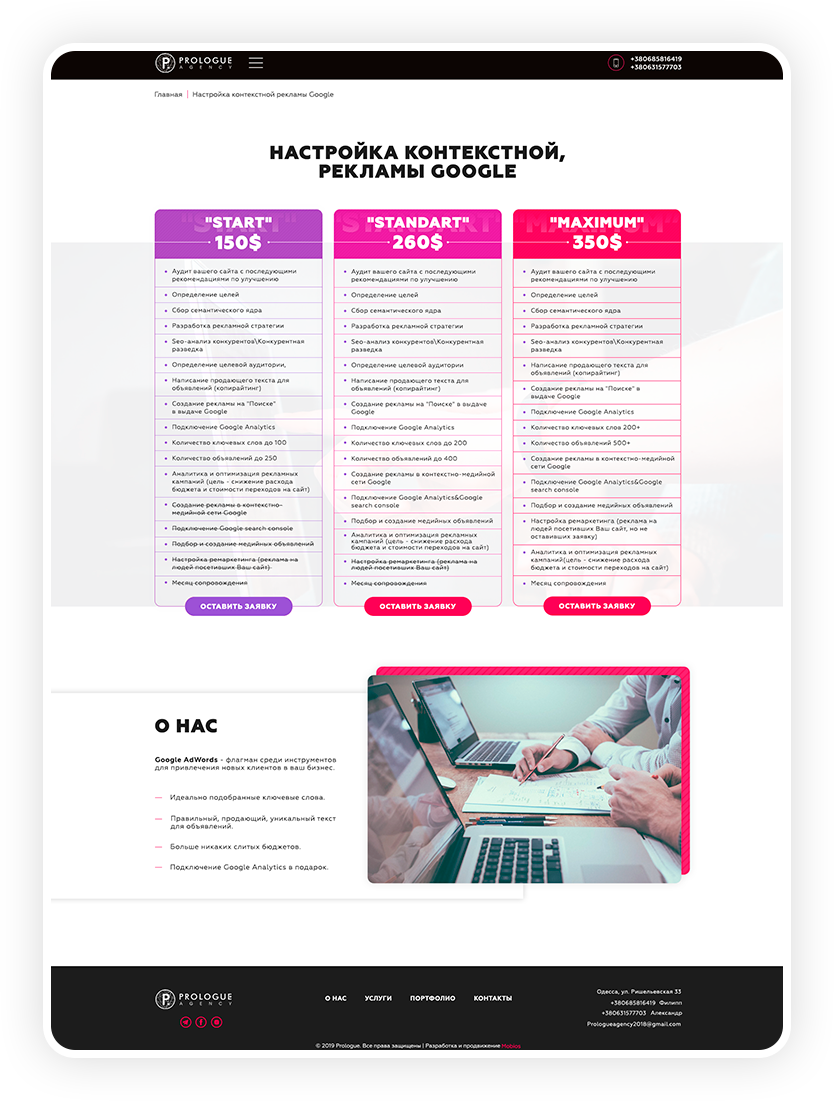 PROLOGUE
AGENCY
+380685816419
+380631577703
Главная | Настройка контекстной рекламы Google
НАСТРОЙКА КОНТЕКСТНОЙ,
РЕКЛАМЫ GOOGLE
"START"
150$
Аудит вашего сайта с последующими
рекомендациями по улучшению
Определение целей
Сбор семантического ядра
Разработка рекламной стратегии
Seo-анализ конкурентов\Конкурентная
разведка
Определение целевой аудитории,
Написание продающего текста для
объявлений (копирайтинг)
Создание рекламы на "Поиске"
в выдаче Google
Подключение Google Analytics
Количество ключевых слов до 100
Количество объявлений до 250
Аналитика и оптимизация рекламных
кампаний (цель - снижение расхода
бюджета и стоимости переходов на сайт)
Создание рекламы в контекстно-
медийной сети Google
Подключение Google search console
Подбор и создание медийных объявлений
Настройка ремаркетинга (реклама на
людей посетивших Ваш сайт)
Месяц сопровождения
ОСТАВИТЬ ЗАЯВКУ
"STANDART"
260$
Аудит вашего сайта с последующими
рекомендациями по улучшению
Определение целей
Сбор семантического ядра
Разработка рекламной стратегии
Seo-анализ конкурентов\Конкурентная
разведка
Определение целевой аудитории
Написание продающего текста для
объявлений (копирайтинг)
Создание рекламы на "Поиске" в выдаче
Google
Подключение Google Analytics
Количество ключевых слов до 200
Количество объявлений до 400
Создание рекламы в контекстно-медийной
сети Google
Подключение Google Analytics&Google
search console
Подбор и создание медийных объявлений
Аналитика и оптимизация рекламных
кампаний (цель - снижение расхода
бюджета и стоимости переходов на сайт)
Настройка ремаркетинга (реклама на
людей посетивших Ваш сайт)
Месяц сопровождения
ОСТАВИТЬ ЗАЯВКУ
"MAXIMUM"
350$
Аудит вашего сайта с последующими
рекомендациями по улучшению
Определение целей
Сбор семантического ядра
Разработка рекламной стратегии
Seo-анализ конкурентов\Конкурентная
разведка
Написание продающего текста для
объявлений (копирайтинг)
Создание рекламы на "Поиске" в
выдаче Google
Подключение Google Analytics
Количество ключевых слов 200+
Количество объявлений 500+
Создание рекламы в контекстно-медийной
сети Google
Подключение Google Analytics&Google
search console
Подбор и создание медийных объявлений
Настройка ремаркетинга (реклама на
людей посетивших Ваш сайт, но не
оставивших заявку)
Аналитика и оптимизация рекламных
кампаний(цель - снижение расхода
бюджета и стоимости переходов на сайт)
Месяц сопровождения
ОСТАВИТЬ ЗАЯВКУ
О НАС
Google AdWords - флагман среди инструментов
для привлечения новых клиентов в ваш бизнес.
— Идеально подобранные ключевые слова.
— Правильный, продающий, уникальный текст
для объявлений.
— Больше никаких слитых бюджетов.
— Подключение Google Analytics в подарок.
PROLOGUE
AGENCY
О НАС УСЛУГИ ПОРТФОЛИО КОНТАКТЫ
Одесса, ул. Ришельевская 33
+380685816419 Филипп
+380631577703 Александр
Prologueagency2018@gmail.com
© 2019 Prologue. Все права защищены | Разработка и продвижение Mobios